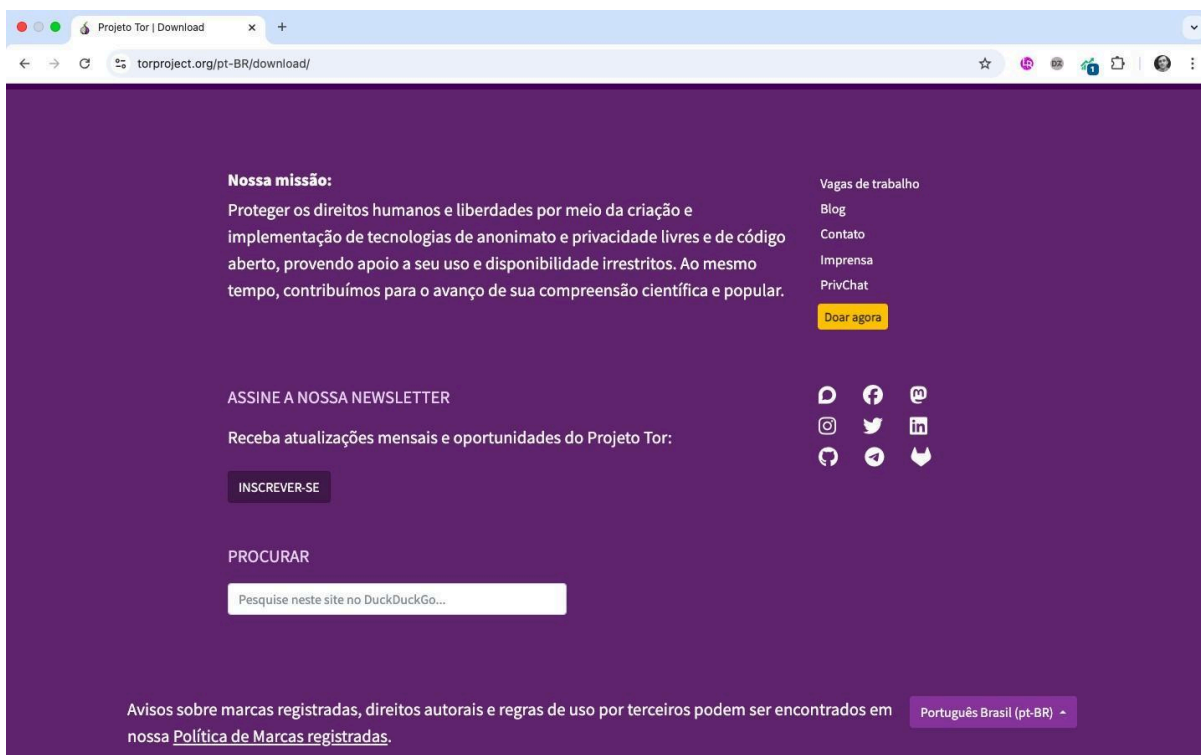 Projeto Tor | Download
torproject.org/pt-BR/download/
LR
DZ
1
Nossa missão:
Proteger os direitos humanos e liberdades por meio da criação e
implementação de tecnologias de anonimato e privacidade livres e de código
aberto, provendo apoio a seu uso e disponibilidade irrestritos. Ao mesmo
tempo, contribuímos para o avanço de sua compreensão científica e popular.
Vagas de trabalho
Blog
Contato
Imprensa
PrivChat
Doar agora
ASSINE A NOSSA NEWSLETTER
Receba atualizações mensais e oportunidades do Projeto Tor:
INSCREVER-SE
in
PROCURAR
Pesquise neste site no DuckDuckGo...
Avisos sobre marcas registradas, direitos autorais e regras de uso por terceiros podem ser encontrados em
nossa Política de Marcas registradas.
Português Brasil (pt-BR)